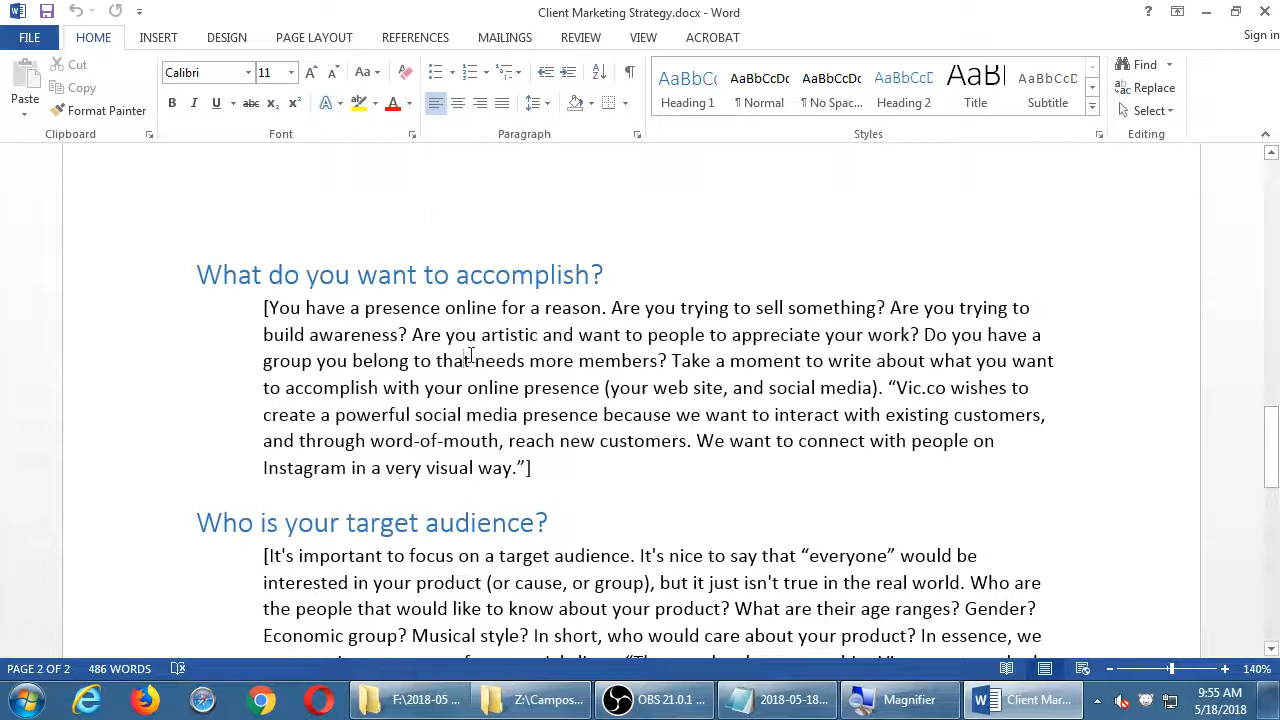 Client Marketing Strategy.docx - Word
?
FILE
HOME
INSERT
DESIGN
PAGE LAYOUT
REFERENCES
MAILINGS
REVIEW
VIEW
ACROBAT
Sign in
Paste
Cut
Copy
Format Painter
Clipboard
Calibri
11
Aa
B I U abc x₂ x²
A
Font
Paragraph
AaBbCc
Heading 1
AaBbCcDc
¶ Normal
AaBbCcDc
¶ No Spac...
AaBbCcD
Heading 2
AaB
Title
AaBbCcD
Subtitle
Styles
Find
Replace
Select
Editing
What do you want to accomplish?
[You have a presence online for a reason. Are you trying to sell something? Are you trying to
build awareness? Are you artistic and want to people to appreciate your work? Do you have a
group you belong to that needs more members? Take a moment to write about what you want
to accomplish with your online presence (your web site, and social media). “Vic.co wishes to
create a powerful social media presence because we want to interact with existing customers,
and through word-of-mouth, reach new customers. We want to connect with people on
Instagram in a very visual way.”]
Who is your target audience?
[It's important to focus on a target audience. It's nice to say that “everyone” would be
interested in your product (or cause, or group), but it just isn't true in the real world. Who are
the people that would like to know about your product? What are their age ranges? Gender?
Economic group? Musical style? In short, who would care about your product? In essence, we
PAGE 2 OF 2
486 WORDS
140%
F:\2018-05 ...
Z:\Campos...
OBS 21.0.1 ...
2018-05-18...
Magnifier
Client Mar...
9:55 AM
5/18/2018